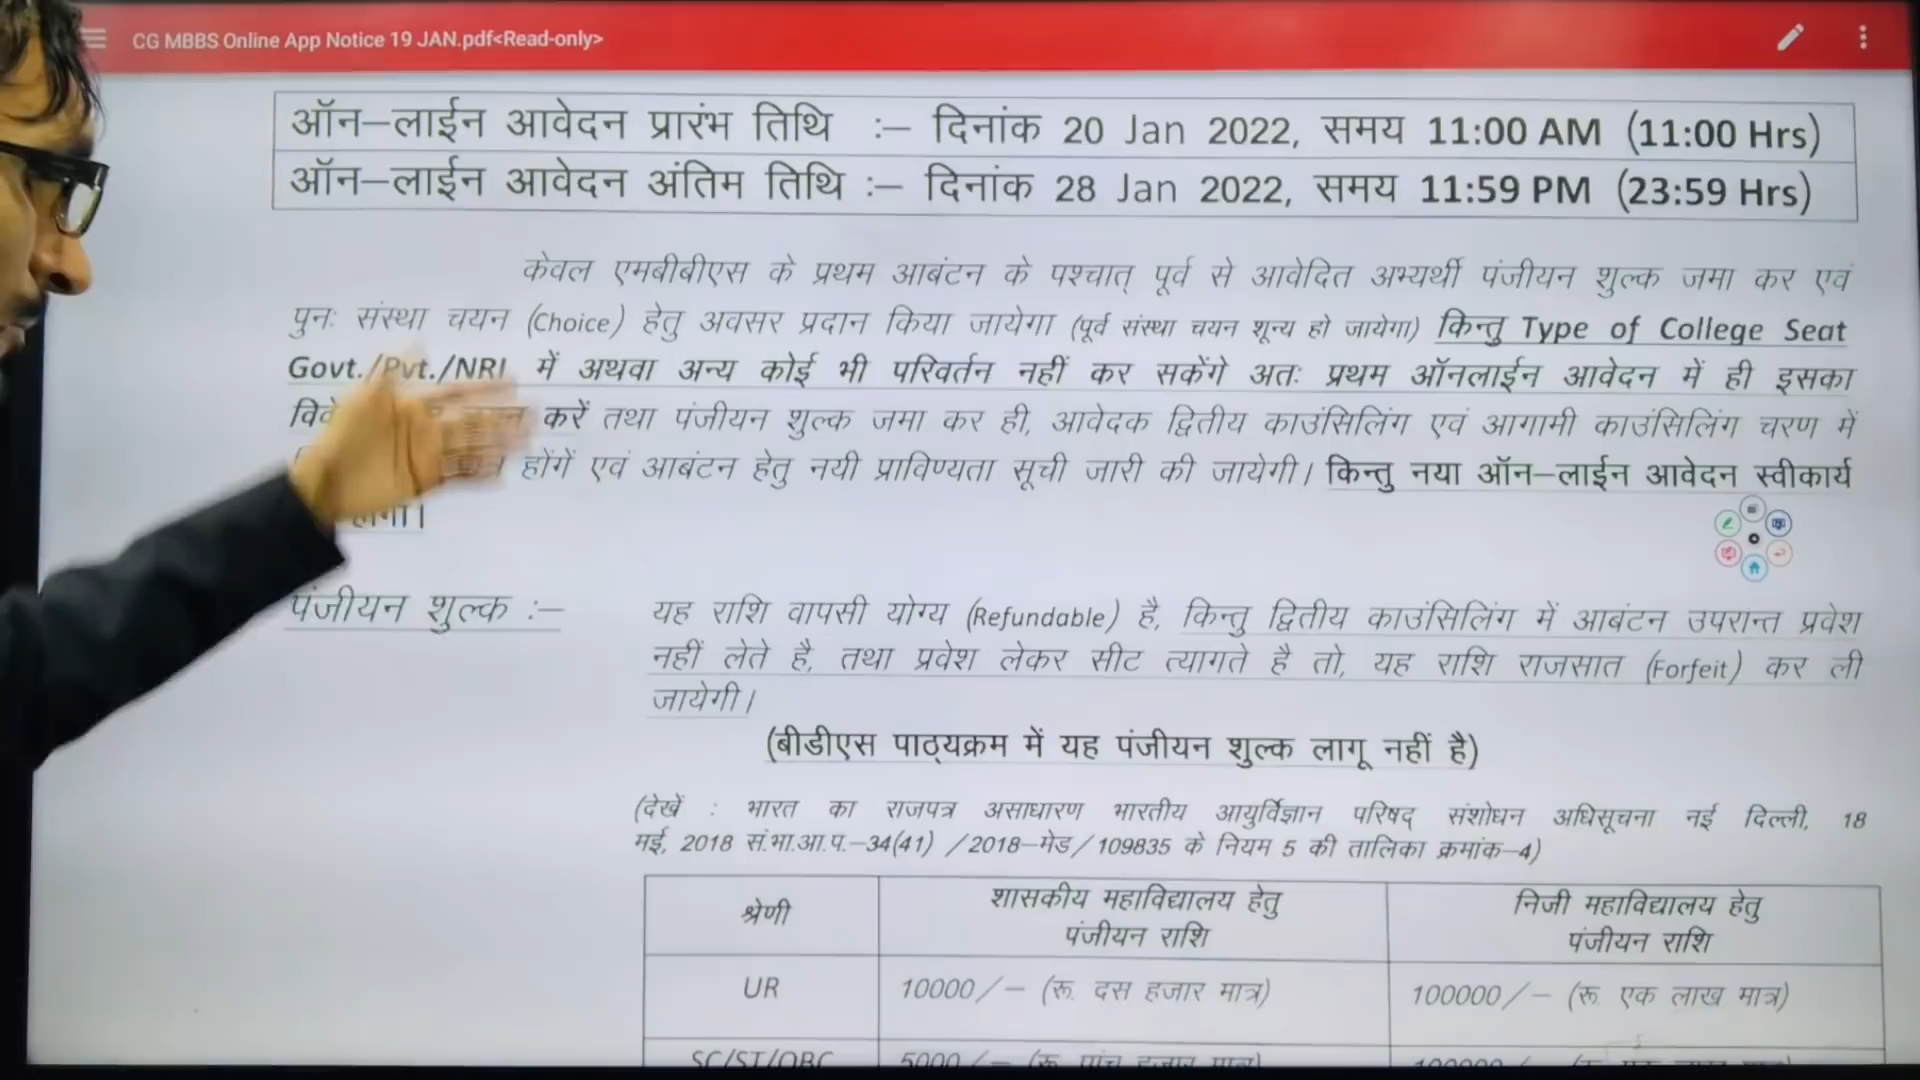 CG MBBS Online App Notice 19 JAN.pdf<Read-only>
ऑन–लाईन आवेदन प्रारंभ तिथि :– दिनांक 20 Jan 2022, समय 11:00 AM (11:00 Hrs)
ऑन–लाईन आवेदन अंतिम तिथि :– दिनांक 28 Jan 2022, समय 11:59 PM (23:59 Hrs)
केवल एमबीबीएस के प्रथम आबंटन के पश्चात् पूर्व से आवेदित अभ्यर्थी पंजीयन शुल्क जमा कर एवं
पुनः संस्था चयन (Choice) हेतु अवसर प्रदान किया जायेगा (पूर्व संस्था चयन शून्य हो जायेगा) किन्तु Type of College Seat
Govt./Pvt./NRI में अथवा अन्य कोई भी परिवर्तन नहीं कर सकेंगे अतः प्रथम ऑनलाईन आवेदन में ही इसका
करें तथा पंजीयन शुल्क जमा कर ही, आवेदक द्वितीय काउंसिलिंग एवं आगामी काउंसिलिंग चरण में
होंगें एवं आबंटन हेतु नयी प्राविण्यता सूची जारी की जायेगी। किन्तु नया ऑन–लाईन आवेदन स्वीकार्य
पंजीयन शुल्क :–
यह राशि वापसी योग्य (Refundable) है, किन्तु द्वितीय काउंसिलिंग में आबंटन उपरान्त प्रवेश
नहीं लेते है, तथा प्रवेश लेकर सीट त्यागते है तो, यह राशि राजसात (Forfeit) कर ली
जायेगी।
(बीडीएस पाठ्यक्रम में यह पंजीयन शुल्क लागू नहीं है)
(देखें : भारत का राजपत्र असाधारण भारतीय आयुर्विज्ञान परिषद् संशोधन अधिसूचना नई दिल्ली, 18
मई, 2018 सं.भा.आ.प.–34(41) /2018–मेड/109835 के नियम 5 की तालिका क्रमांक–4)
श्रेणी
शासकीय महाविद्यालय हेतु
पंजीयन राशि
निजी महाविद्यालय हेतु
पंजीयन राशि
UR
10000/– (रू. दस हजार मात्र)
100000/– (रू. एक लाख मात्र)
SC/ST/OBC
5000/– (रू. पांच हजार मात्र)